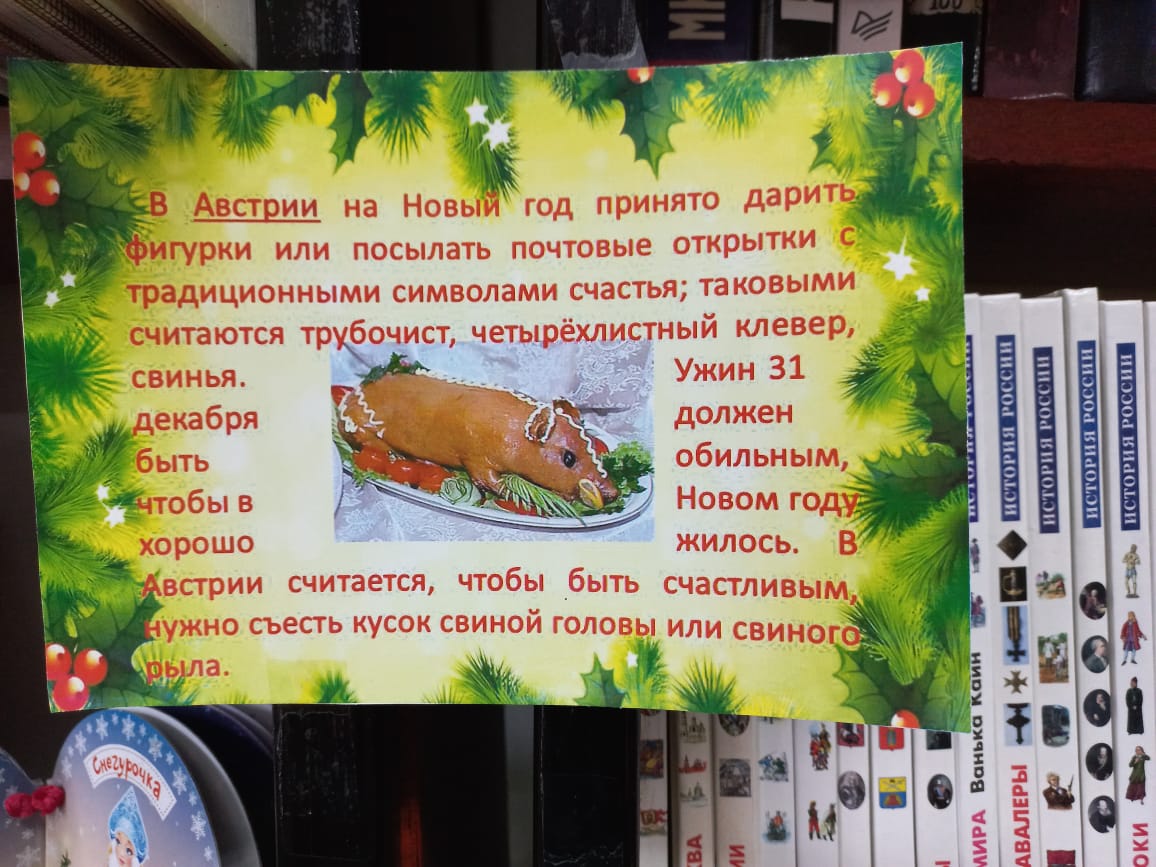 В Австрии на Новый год принято дарить
фигурки или посылать почтовые открытки с
традиционными символами счастья; таковыми
считаются трубочист, четырёхлистный клевер,
свинья. Ужин 31
декабря должен
быть обильным,
чтобы в Новом году
хорошо жилось. В
Австрии считается, чтобы быть счастливым,
нужно съесть кусок свиной головы или свиного
рыла.
Снегурочка
100
ИСТОРИЯ РОССИИ
ИСТОРИЯ РОССИИ
ИСТОРИЯ РОССИИ
ИСТОРИЯ РОССИИ
ИСТОРИЯ РОССИИ
Ванька Каин